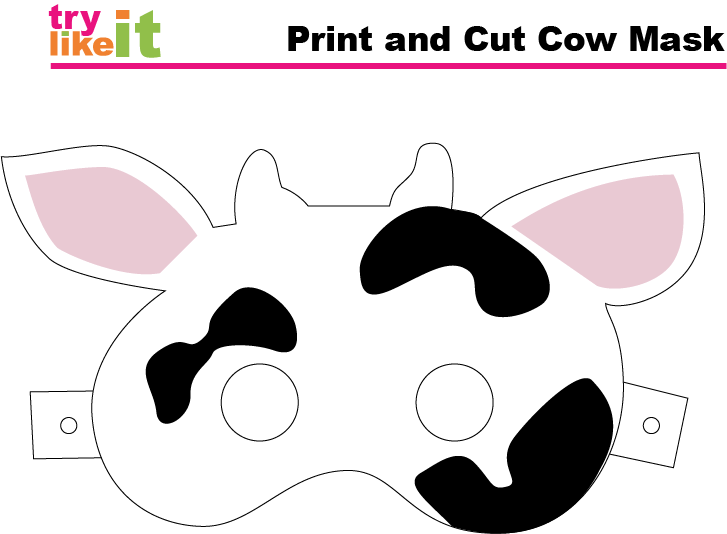 try
like it
Print and Cut Cow Mask